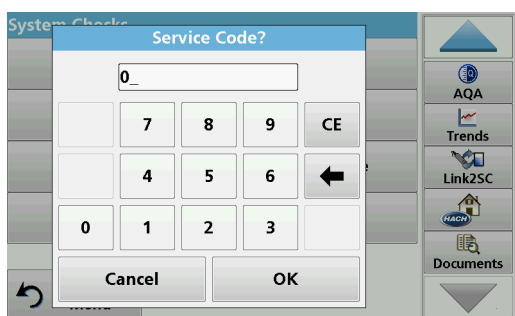 System Checks
Service Code?
0_
7 8 9 CE
4 5 6
0 1 2 3
Cancel OK
Menu
AQA
Trends
Link2SC
HACH
Documents